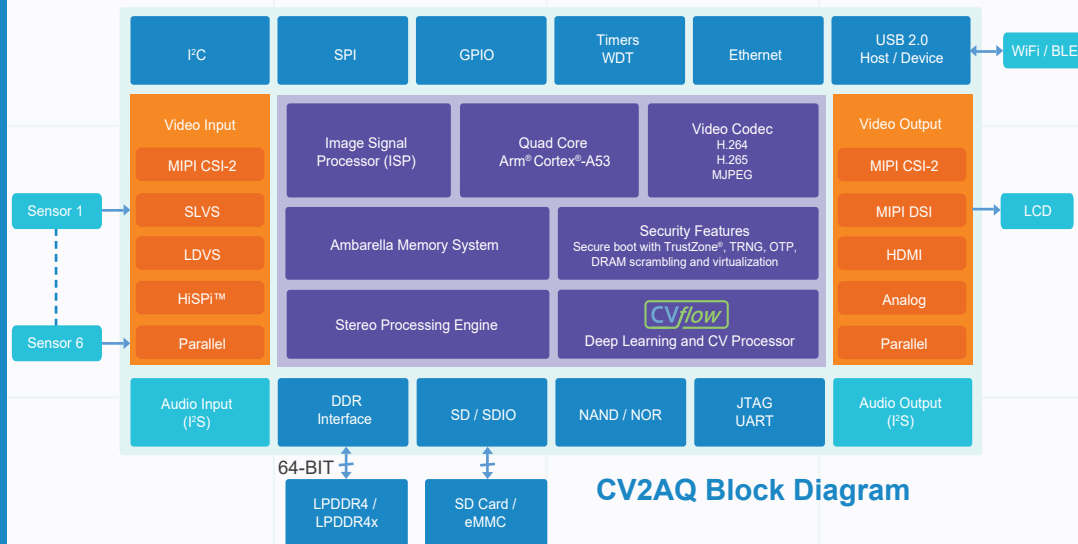 I²C
SPI
GPIO
Timers
WDT
Ethernet
USB 2.0
Host / Device
WiFi / BLE
Video Input
MIPI CSI-2
SLVS
LDVS
HiSPi™
Parallel
Sensor 1
Sensor 6
Image Signal
Processor (ISP)
Quad Core
Arm® Cortex®-A53
Video Codec
H.264
H.265
MJPEG
Ambarella Memory System
Security Features
Secure boot with TrustZone®, TRNG, OTP,
DRAM scrambling and virtualization
Stereo Processing Engine
CVflow
Deep Learning and CV Processor
Video Output
MIPI CSI-2
MIPI DSI
HDMI
Analog
Parallel
LCD
Audio Input
(I²S)
DDR
Interface
SD / SDIO
NAND / NOR
JTAG
UART
Audio Output
(I²S)
64-BIT
LPDDR4 /
LPDDR4x
SD Card /
eMMC
CV2AQ Block Diagram